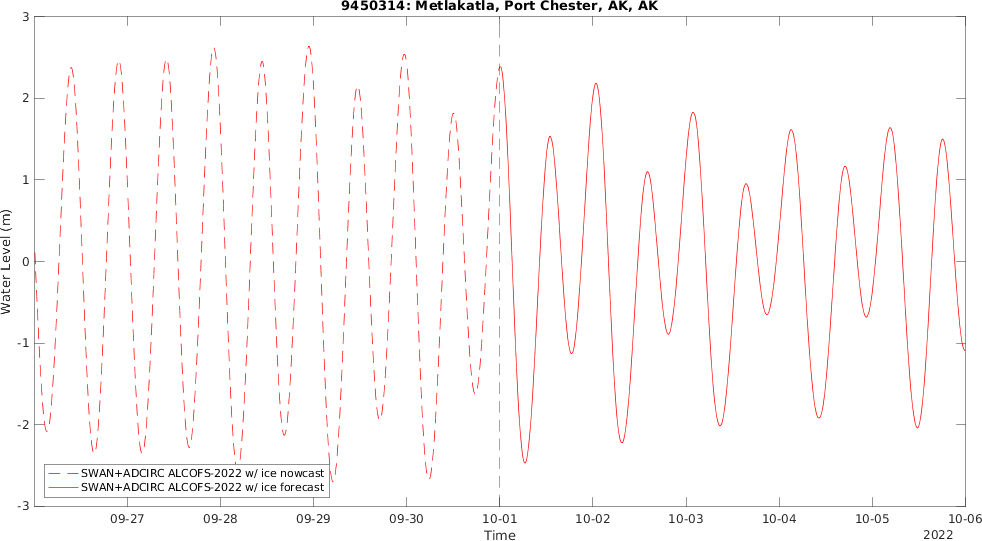 9450314: Metlakatla, Port Chester, AK, AK
3
2
1
0
-1
-2
-3
Water Level (m)
SWAN+ADCIRC ALCOFS-2022 w/ ice nowcast
SWAN+ADCIRC ALCOFS-2022 w/ ice forecast
09-27 09-28 09-29 09-30 10-01 10-02 10-03 10-04 10-05 10-06
Time
2022